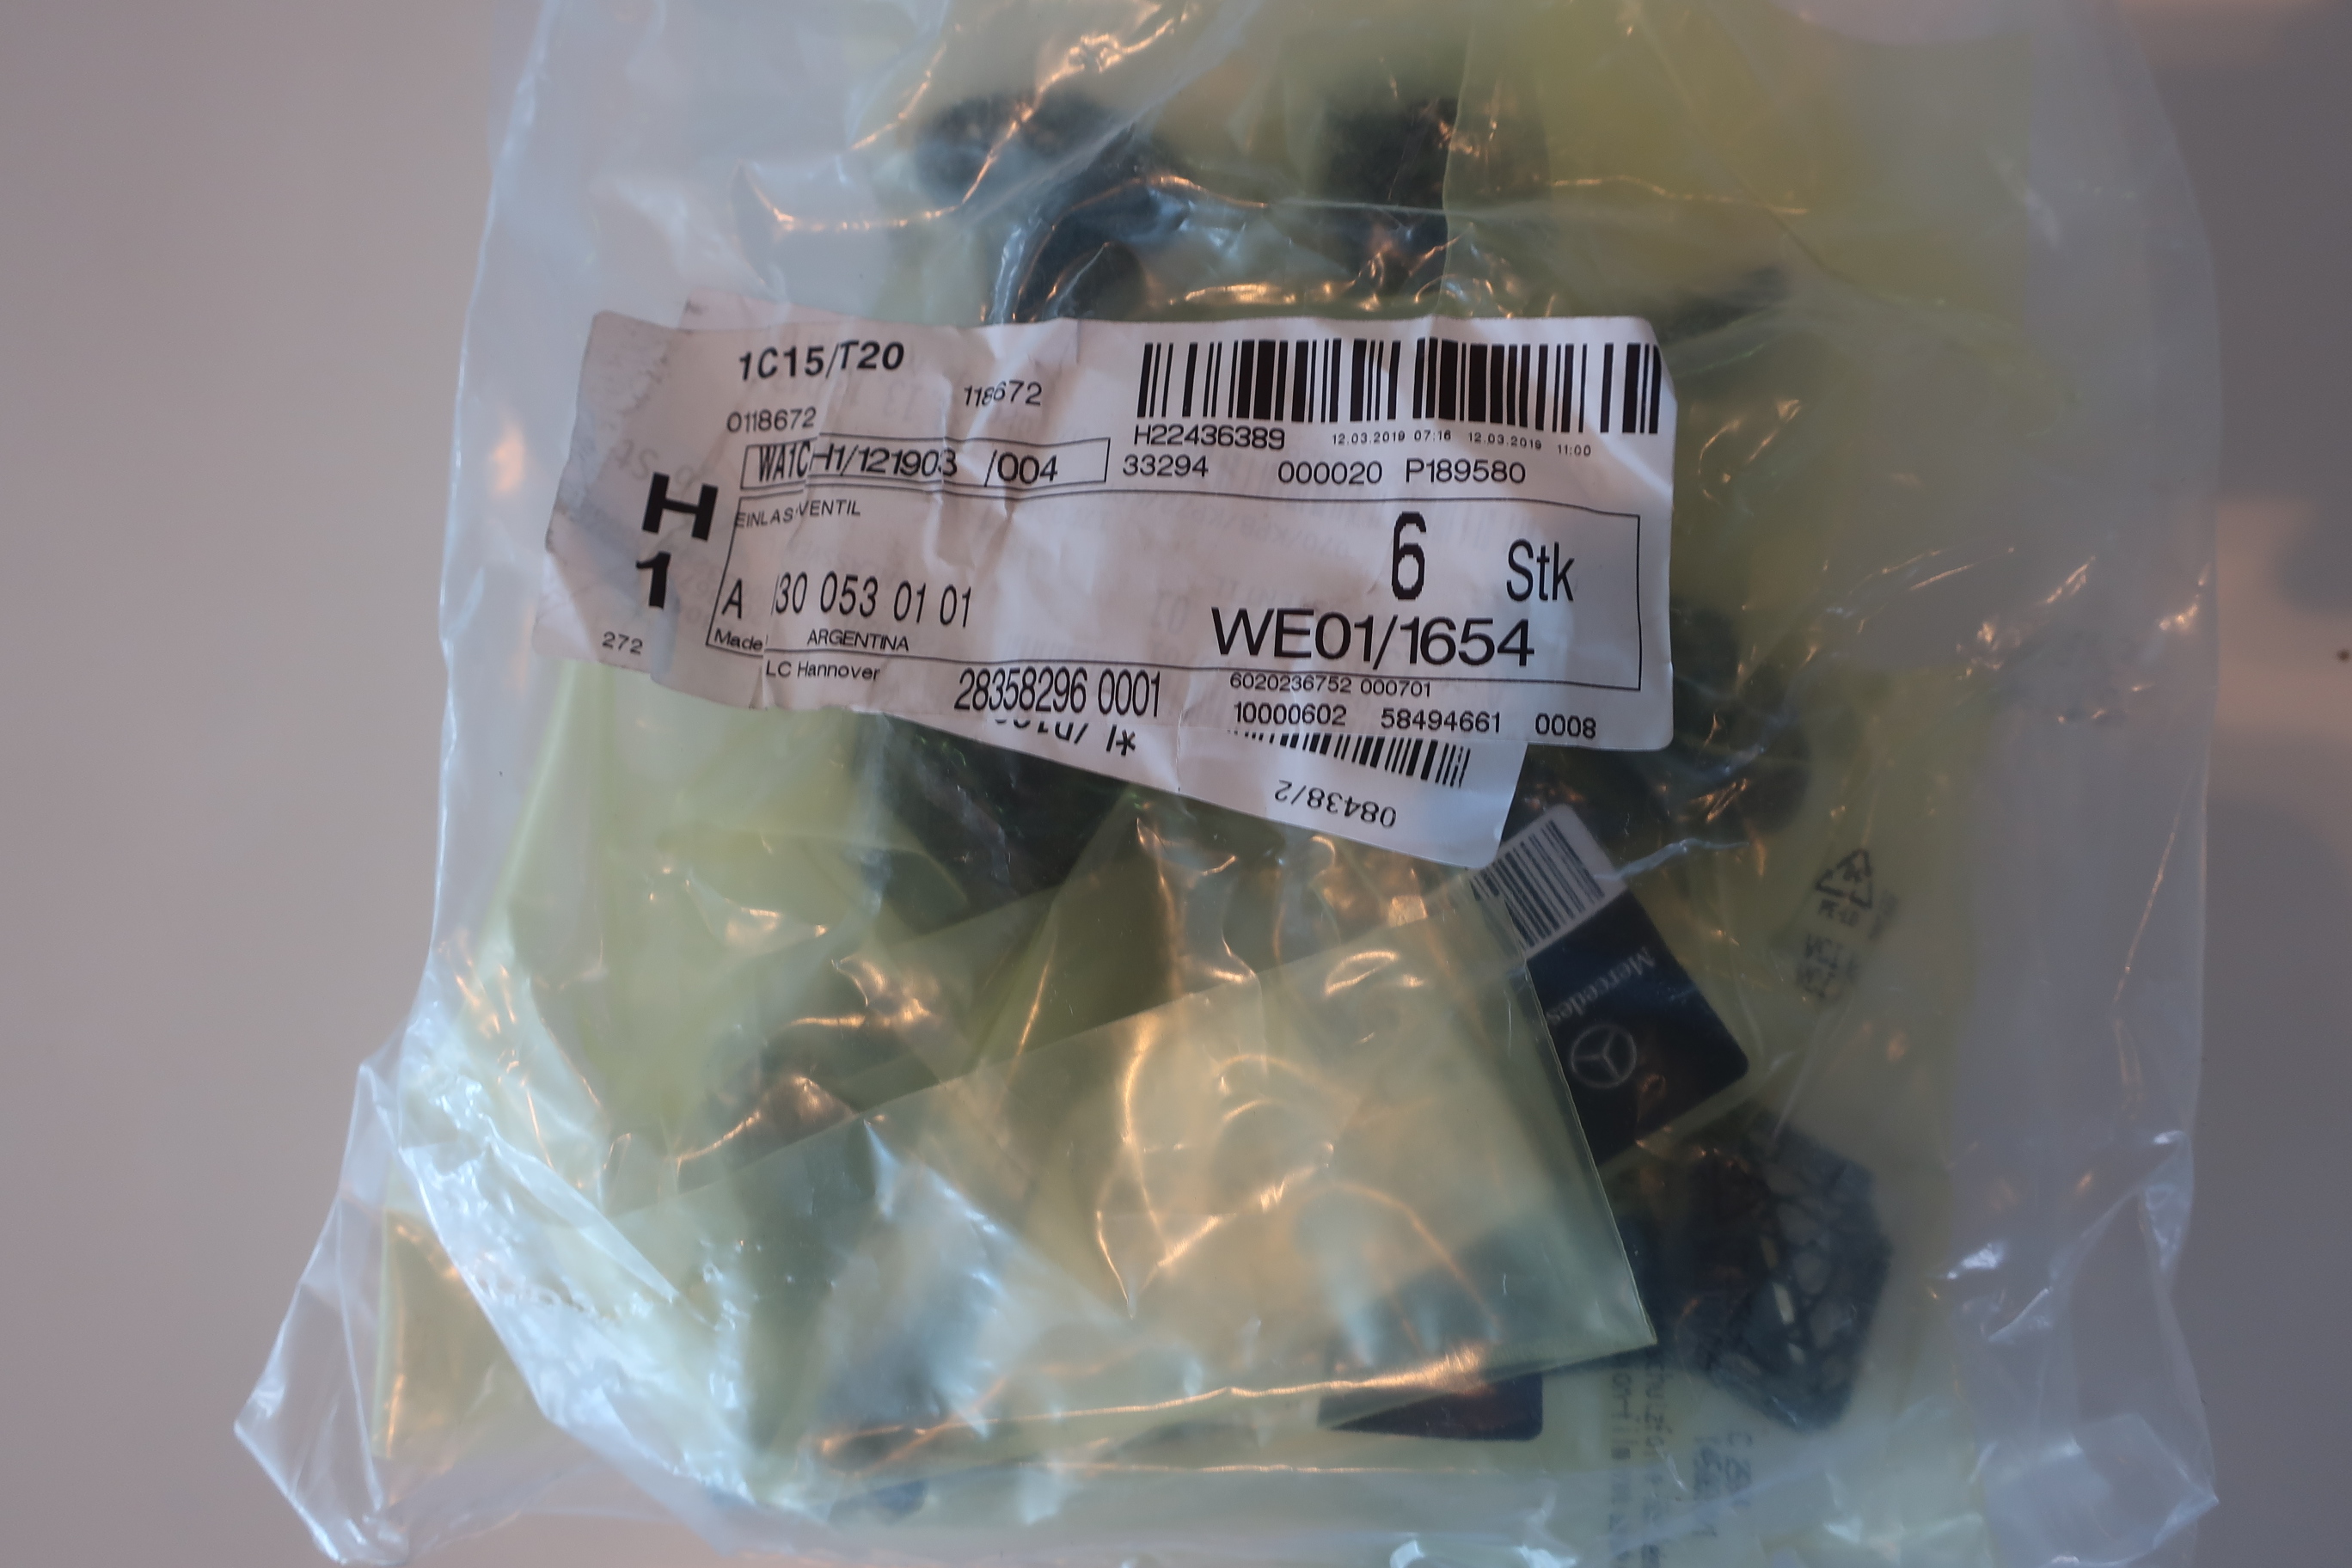 1C15/T20
118672
0118672
H22436389 12.03.2019 07:16 12.03.2019 11:00
WA1C H1/121903 /004
33294 000020 P189580
H
1
EINLAS VENTIL
6 Stk
A 30 053 01 01
WE01/1654
Made ARGENTINA
272
LC Hannover
28358296 0001
6020236752 000701
10000602 58494661 0008
08438/2
Mercedes
PE-LD